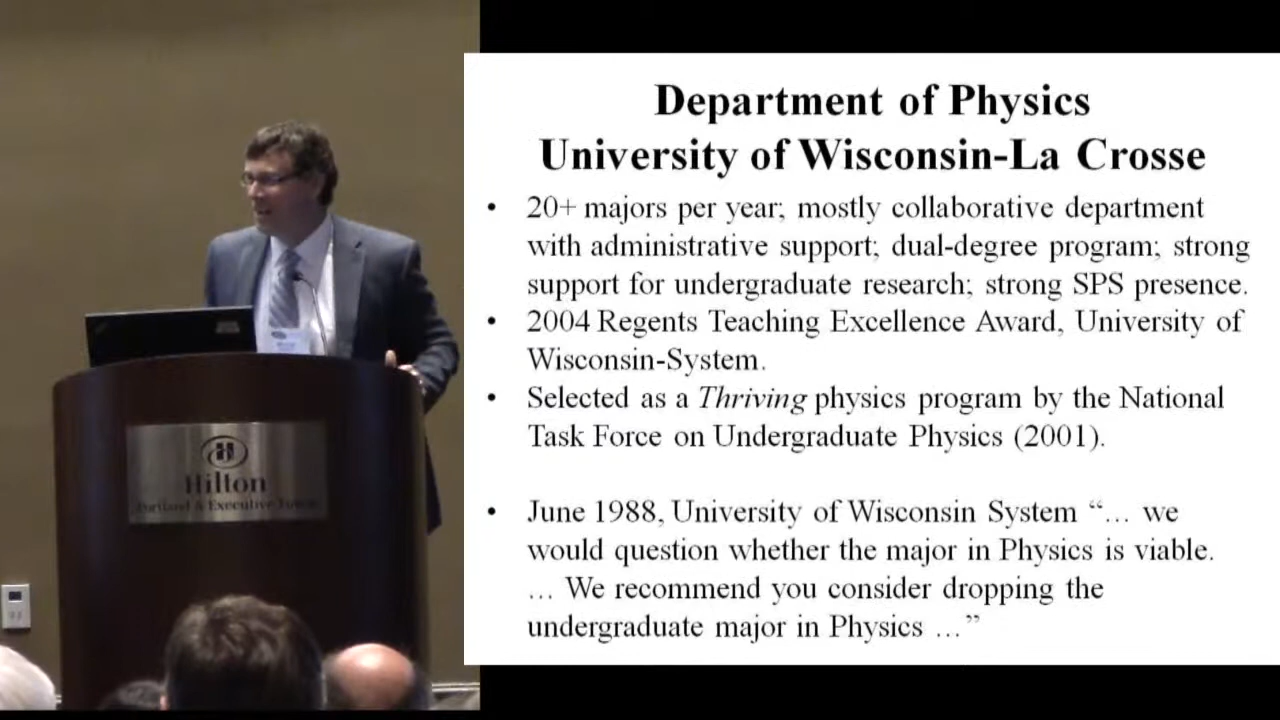 Department of Physics
University of Wisconsin-La Crosse
• 20+ majors per year; mostly collaborative department
with administrative support; dual-degree program; strong
support for undergraduate research; strong SPS presence.
• 2004 Regents Teaching Excellence Award, University of
Wisconsin-System.
• Selected as a Thriving physics program by the National
Task Force on Undergraduate Physics (2001).
• June 1988, University of Wisconsin System “… we
would question whether the major in Physics is viable.
… We recommend you consider dropping the
undergraduate major in Physics …”
H
Hilton
Portland & Executive Tower